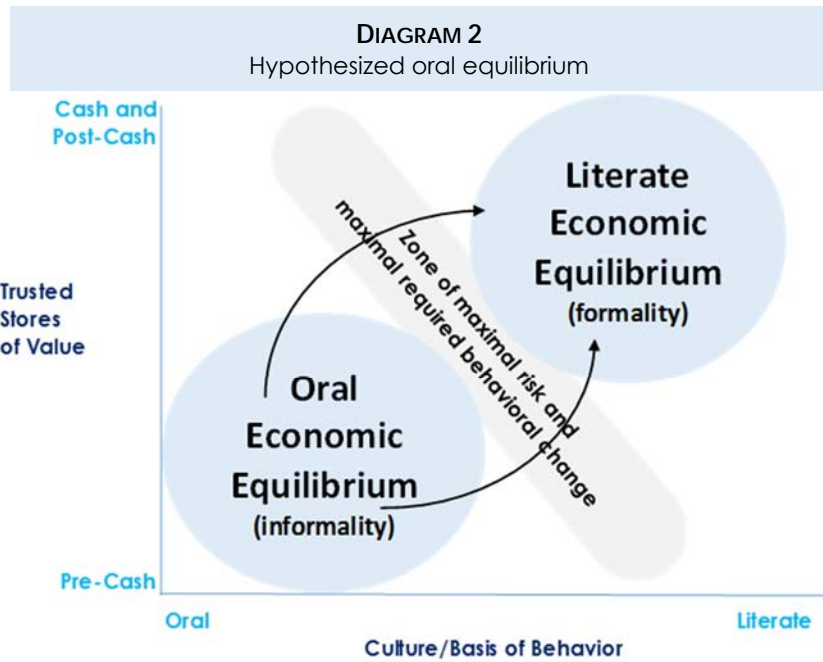 DIAGRAM 2
Hypothesized oral equilibrium
Cash and
Post-Cash
Literate
Economic
Equilibrium
(formality)
Zone of maximal risk and
maximal required behavioral change
Trusted
Stores
of Value
Oral
Economic
Equilibrium
(informality)
Pre-Cash
Oral
Literate
Culture/Basis of Behavior